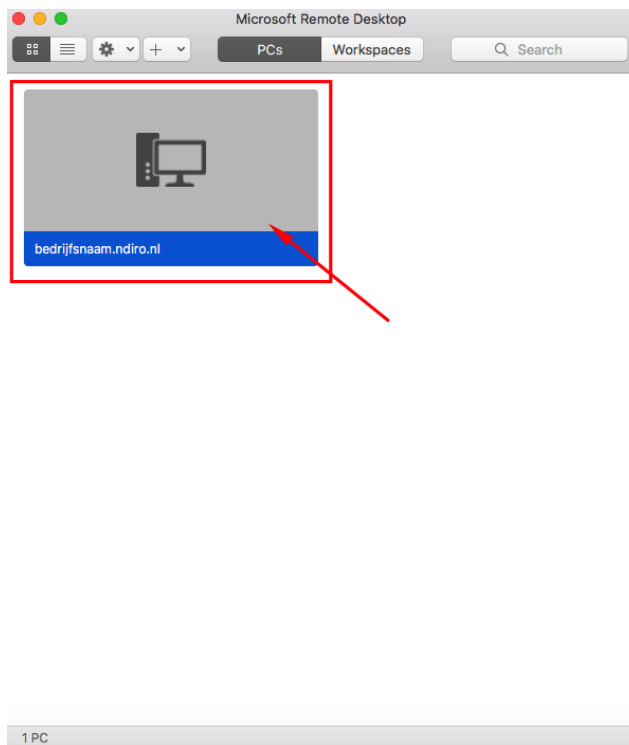 Microsoft Remote Desktop
PCs Workspaces Search
bedrijfsnaam.ndiro.nl
1 PC